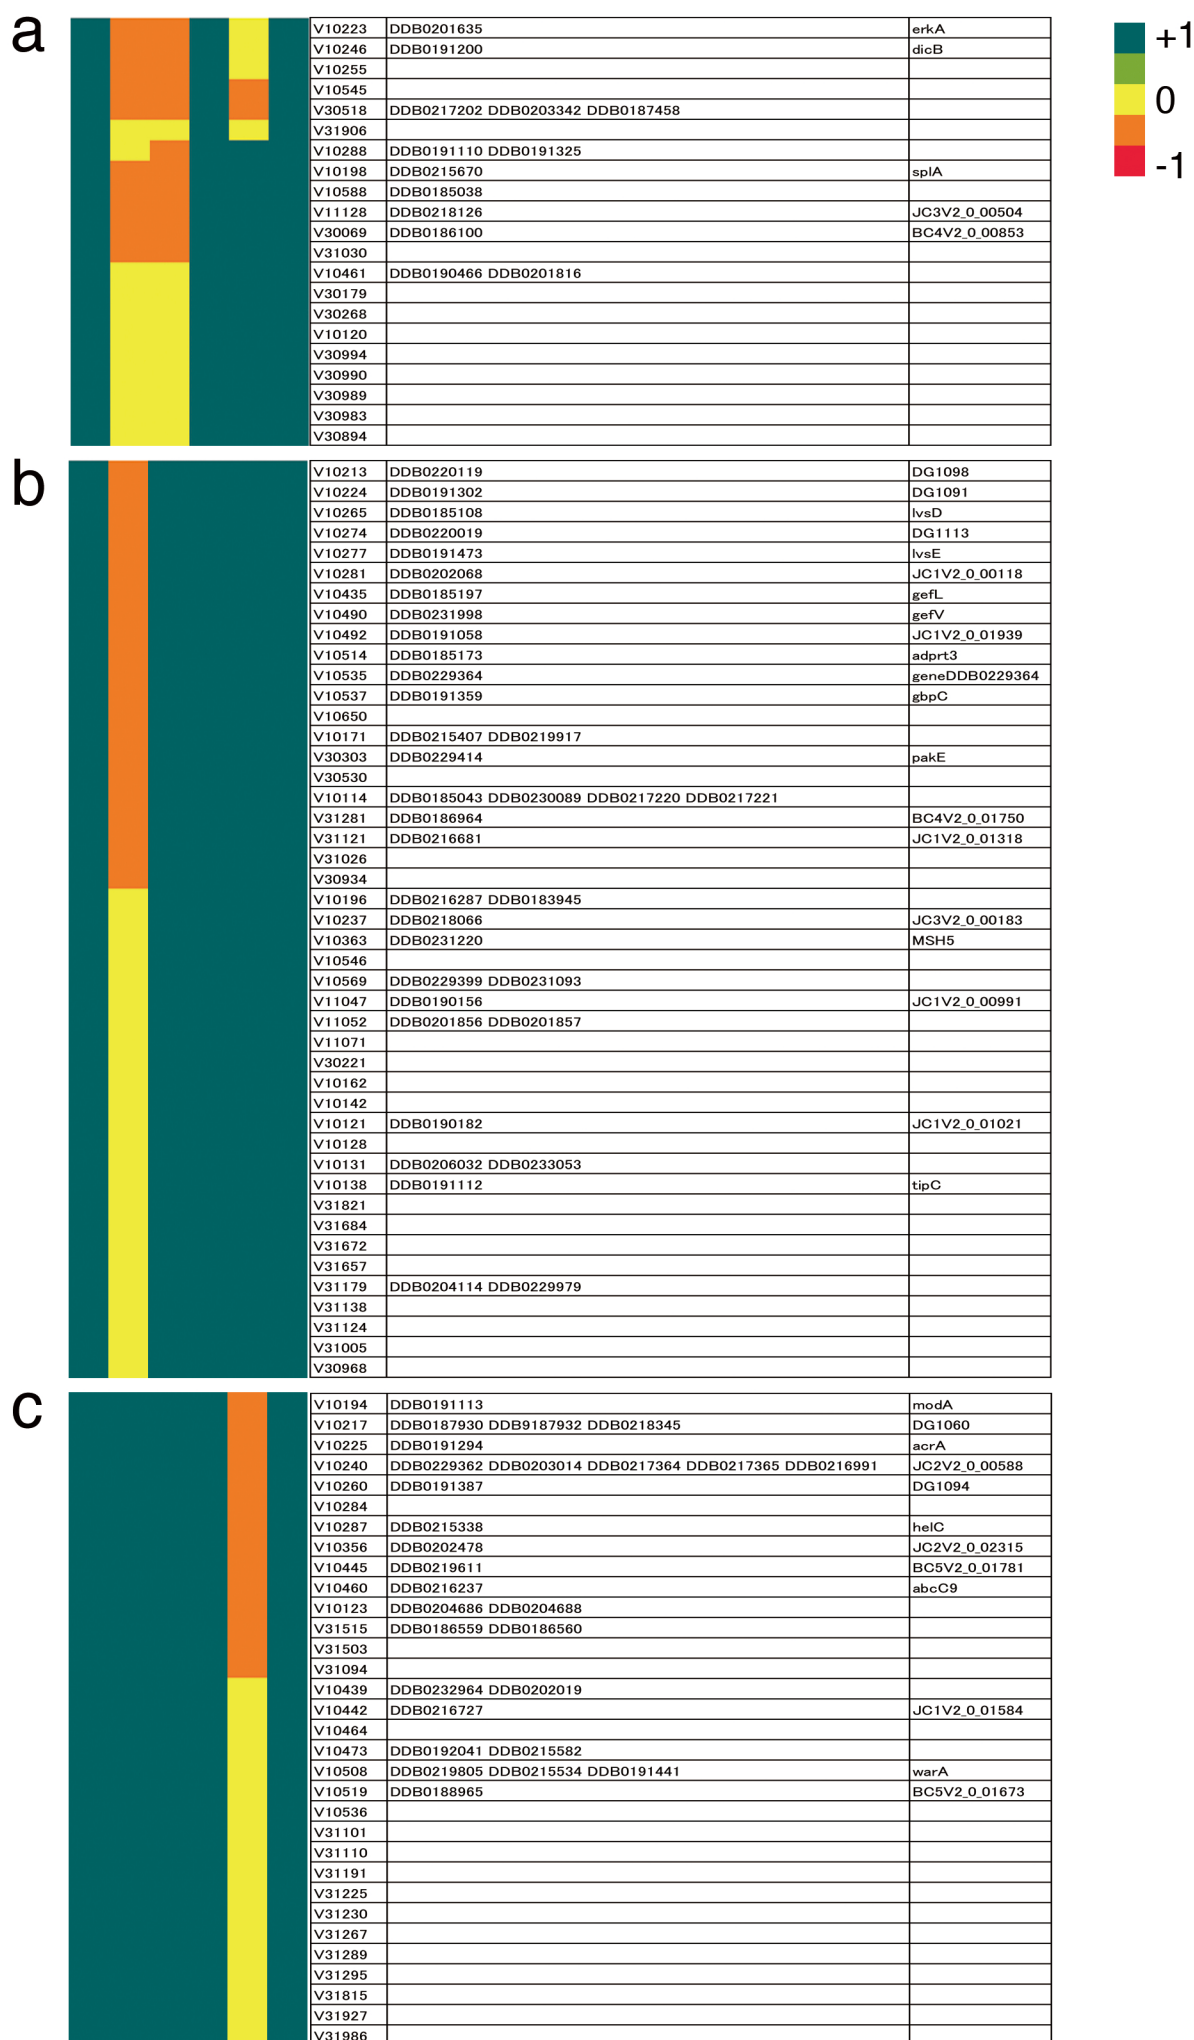 a
V10223 DDB0201635 erkA
V10246 DDB0191200 dicB
V10255
V10545
V30518 DDB0217202 DDB0203342 DDB0187458
V31906
V10288 DDB0191110 DDB0191325
V10198 DDB0215670 splA
V10588 DDB0185038
V11128 DDB0218126 JC3V2_0_00504
V30069 DDB0186100 BC4V2_0_00853
V31030
V10461 DDB0190466 DDB0201816
V30179
V30268
V10120
V30994
V30990
V30989
V30983
V30894
+1
0
-1
b
V10213 DDB0220119 DG1098
V10224 DDB0191302 DG1091
V10265 DDB0185108 lvsD
V10274 DDB0220019 DG1113
V10277 DDB0191473 lvsE
V10281 DDB0202068 JC1V2_0_00118
V10435 DDB0185197 gefL
V10490 DDB0231998 gefV
V10492 DDB0191058 JC1V2_0_01939
V10514 DDB0185173 adprt3
V10535 DDB0229364 geneDDB0229364
V10537 DDB0191359 gbpC
V10650
V10171 DDB0215407 DDB0219917
V30303 DDB0229414 pakE
V30530
V10114 DDB0185043 DDB0230089 DDB0217220 DDB0217221
V31281 DDB0186964 BC4V2_0_01750
V31121 DDB0216681 JC1V2_0_01318
V31026
V30934
V10196 DDB0216287 DDB0183945
V10237 DDB0218066 JC3V2_0_00183
V10363 DDB0231220 MSH5
V10546
V10569 DDB0229399 DDB0231093
V11047 DDB0190156 JC1V2_0_00991
V11052 DDB0201856 DDB0201857
V11071
V30221
V10162
V10142
V10121 DDB0190182 JC1V2_0_01021
V10128
V10131 DDB0206032 DDB0233053
V10138 DDB0191112 tipC
V31821
V31684
V31672
V31657
V31179 DDB0204114 DDB0229979
V31138
V31124
V31005
V30968
c
V10194 DDB0191113 modA
V10217 DDB0187930 DDB9187932 DDB0218345 DG1060
V10225 DDB0191294 acrA
V10240 DDB0229362 DDB0203014 DDB0217364 DDB0217365 DDB0216991 JC2V2_0_00588
V10260 DDB0191387 DG1094
V10284
V10287 DDB0215338 helC
V10356 DDB0202478 JC2V2_0_02315
V10445 DDB0219611 BC5V2_0_01781
V10460 DDB0216237 abcC9
V10123 DDB0204686 DDB0204688
V31515 DDB0186559 DDB0186560
V31503
V31094
V10439 DDB0232964 DDB0202019
V10442 DDB0216727 JC1V2_0_01584
V10464
V10473 DDB0192041 DDB0215582
V10508 DDB0219805 DDB0215534 DDB0191441 warA
V10519 DDB0188965 BC5V2_0_01673
V10536
V31101
V31110
V31191
V31225
V31230
V31267
V31289
V31295
V31815
V31927
V31986